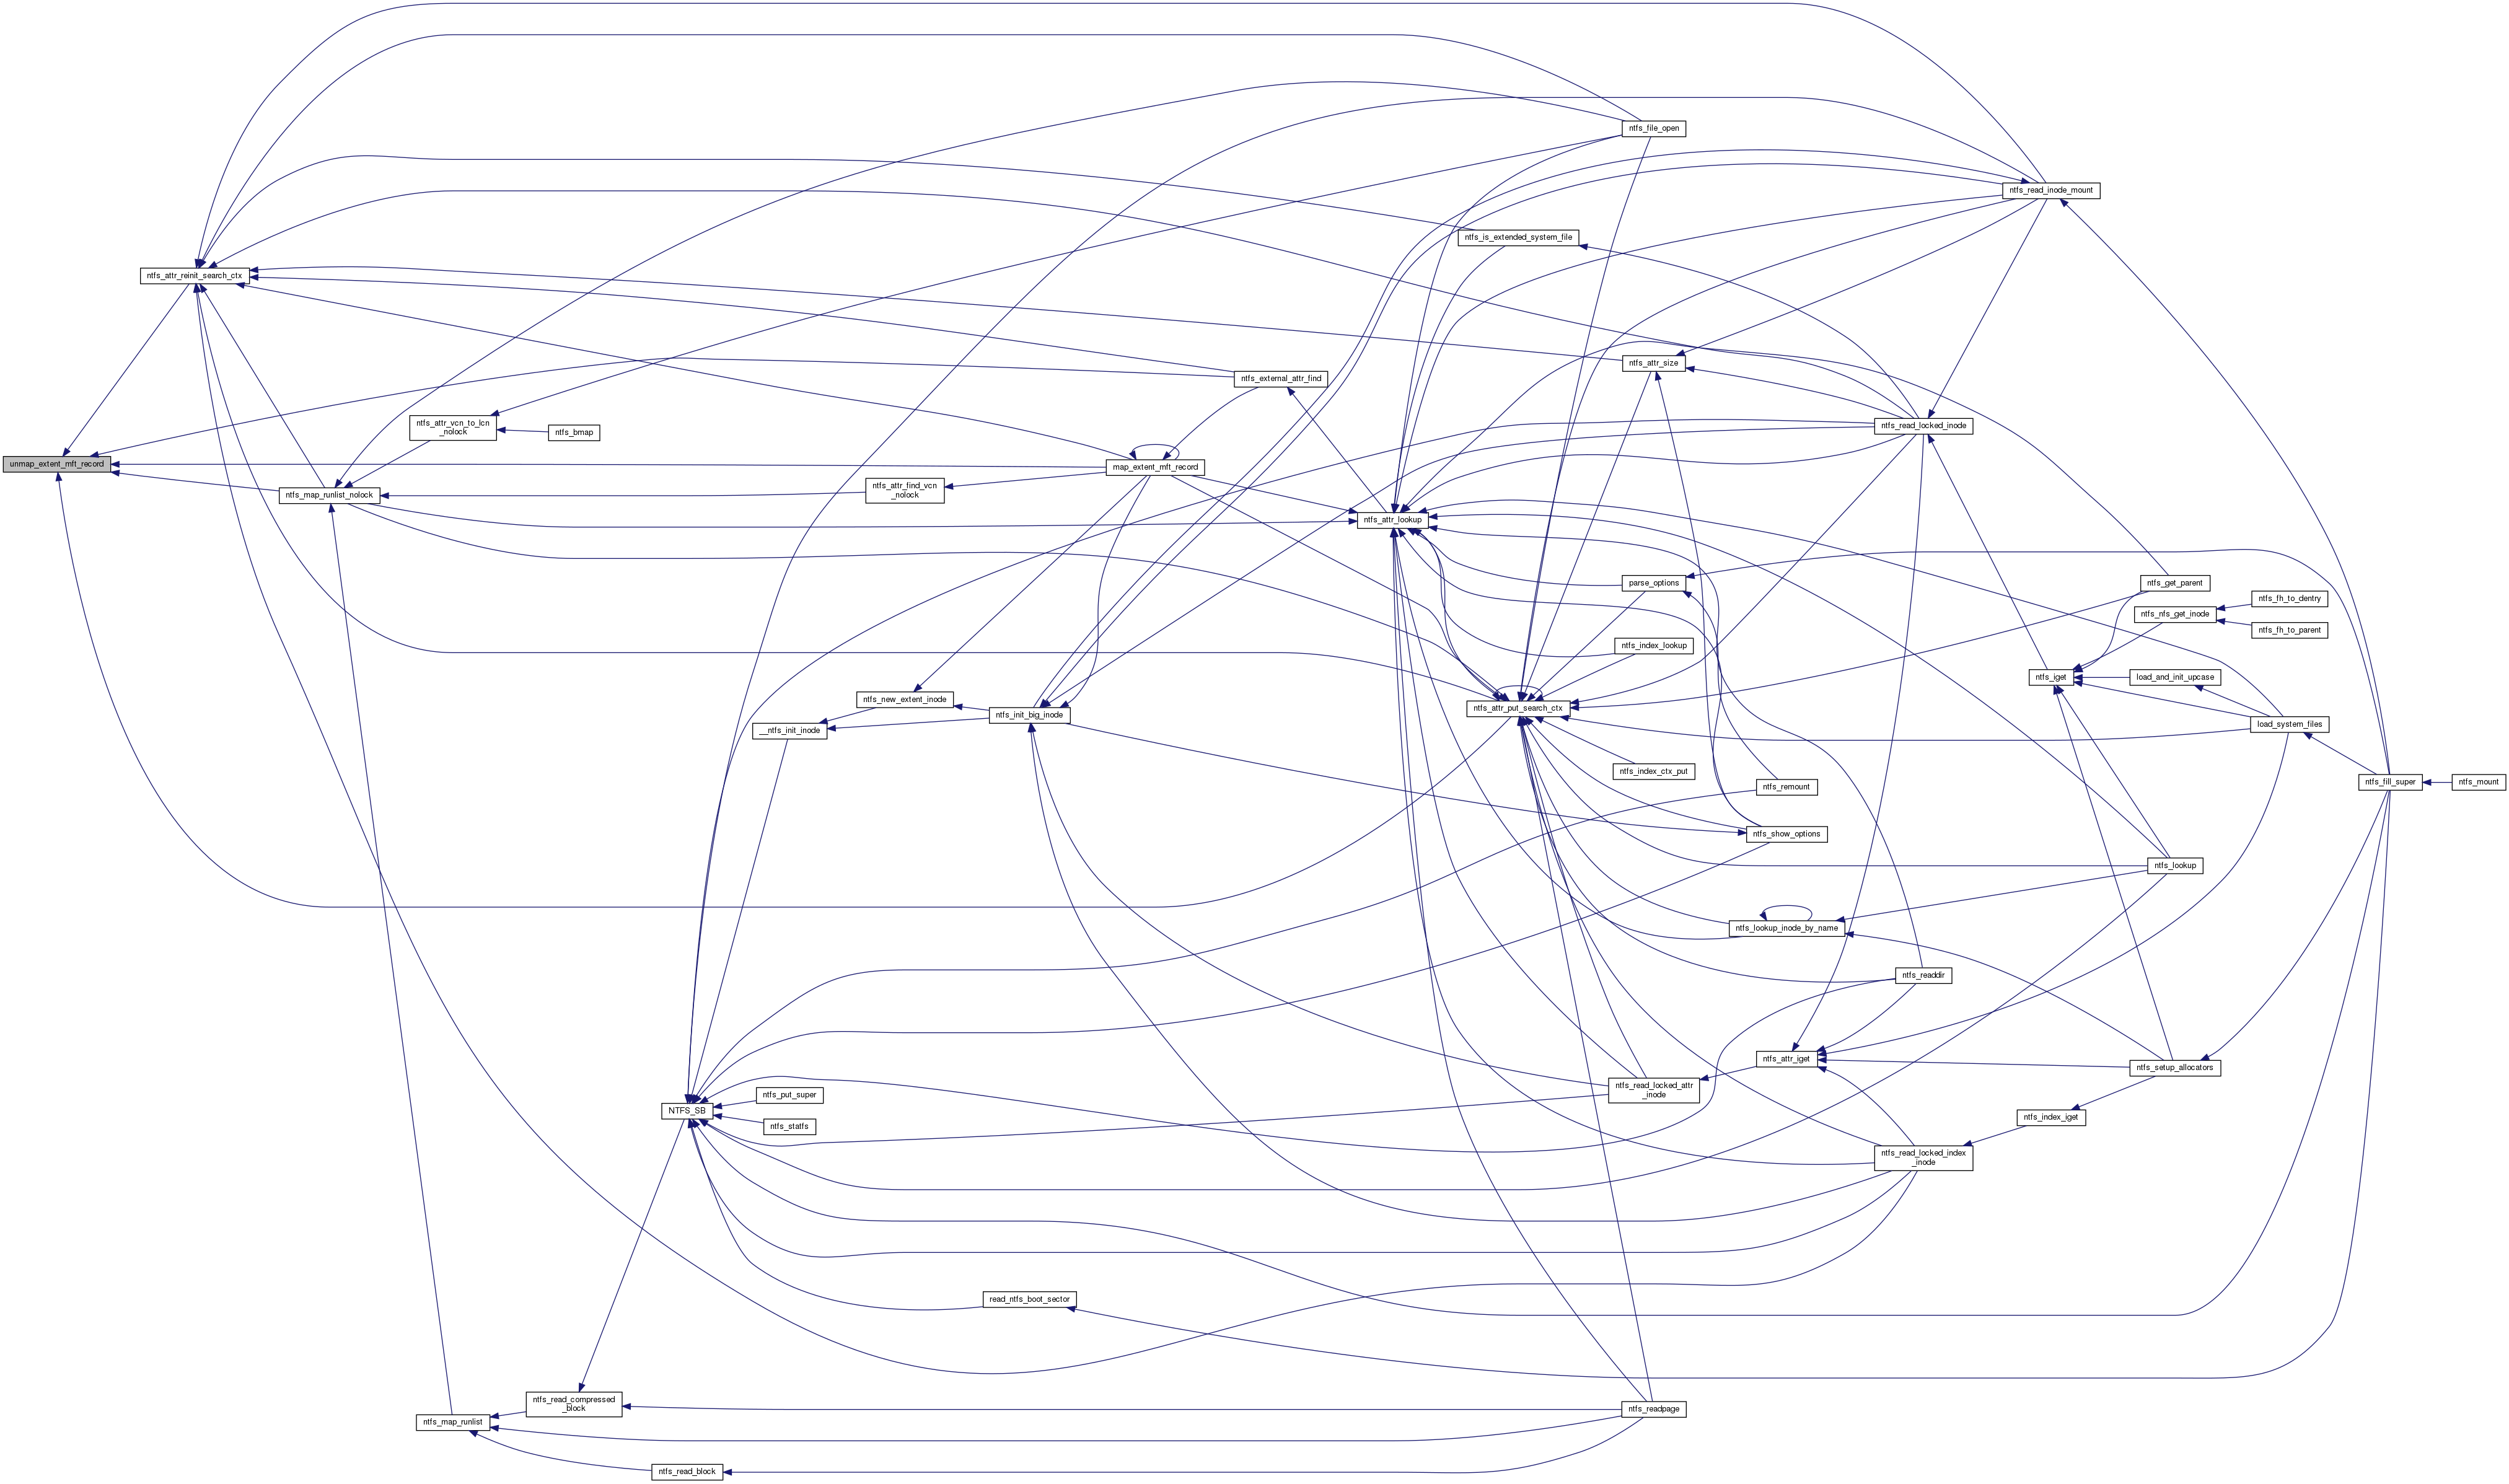 ntfs_file_open
ntfs_read_inode_mount
ntfs_is_extended_system_file
ntfs_attr_reinit_search_ctx
ntfs_attr_size
ntfs_external_attr_find
ntfs_attr_vcn_to_lcn
_nolock
ntfs_bmap
ntfs_read_locked_inode
unmap_extent_mft_record
map_extent_mft_record
ntfs_map_runlist_nolock
ntfs_attr_find_vcn
_nolock
ntfs_attr_lookup
parse_options
ntfs_get_parent
ntfs_fh_to_dentry
ntfs_nfs_get_inode
ntfs_fh_to_parent
ntfs_index_lookup
ntfs_iget
load_and_init_upcase
ntfs_new_extent_inode
ntfs_attr_put_search_ctx
ntfs_init_big_inode
__ntfs_init_inode
load_system_files
ntfs_index_ctx_put
ntfs_remount
ntfs_fill_super
ntfs_mount
ntfs_show_options
ntfs_lookup
ntfs_lookup_inode_by_name
ntfs_readdir
ntfs_attr_iget
ntfs_setup_allocators
ntfs_read_locked_attr
_inode
ntfs_put_super
NTFS_SB
ntfs_statfs
ntfs_index_iget
ntfs_read_locked_index
_inode
read_ntfs_boot_sector
ntfs_read_compressed
_block
ntfs_readpage
ntfs_map_runlist
ntfs_read_block